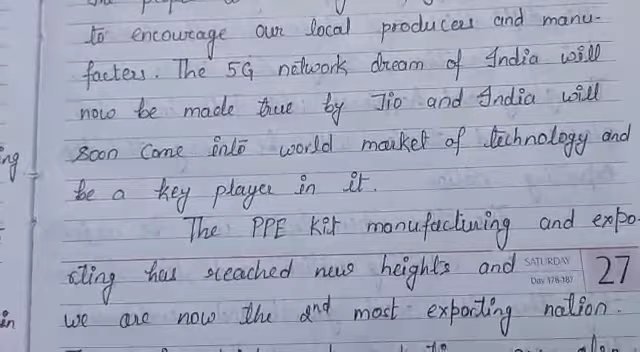 to encourage our local producers and manu-
facters. The 5G network dream of India will
now be made true by Jio and India will
soon come into world market of technology and
be a key player in it.
The PPE Kit manufacturing and expo-
rting has reached new heights and
SATURDAY
Day 178-187
27
we are now the 2nd most exporting nation.